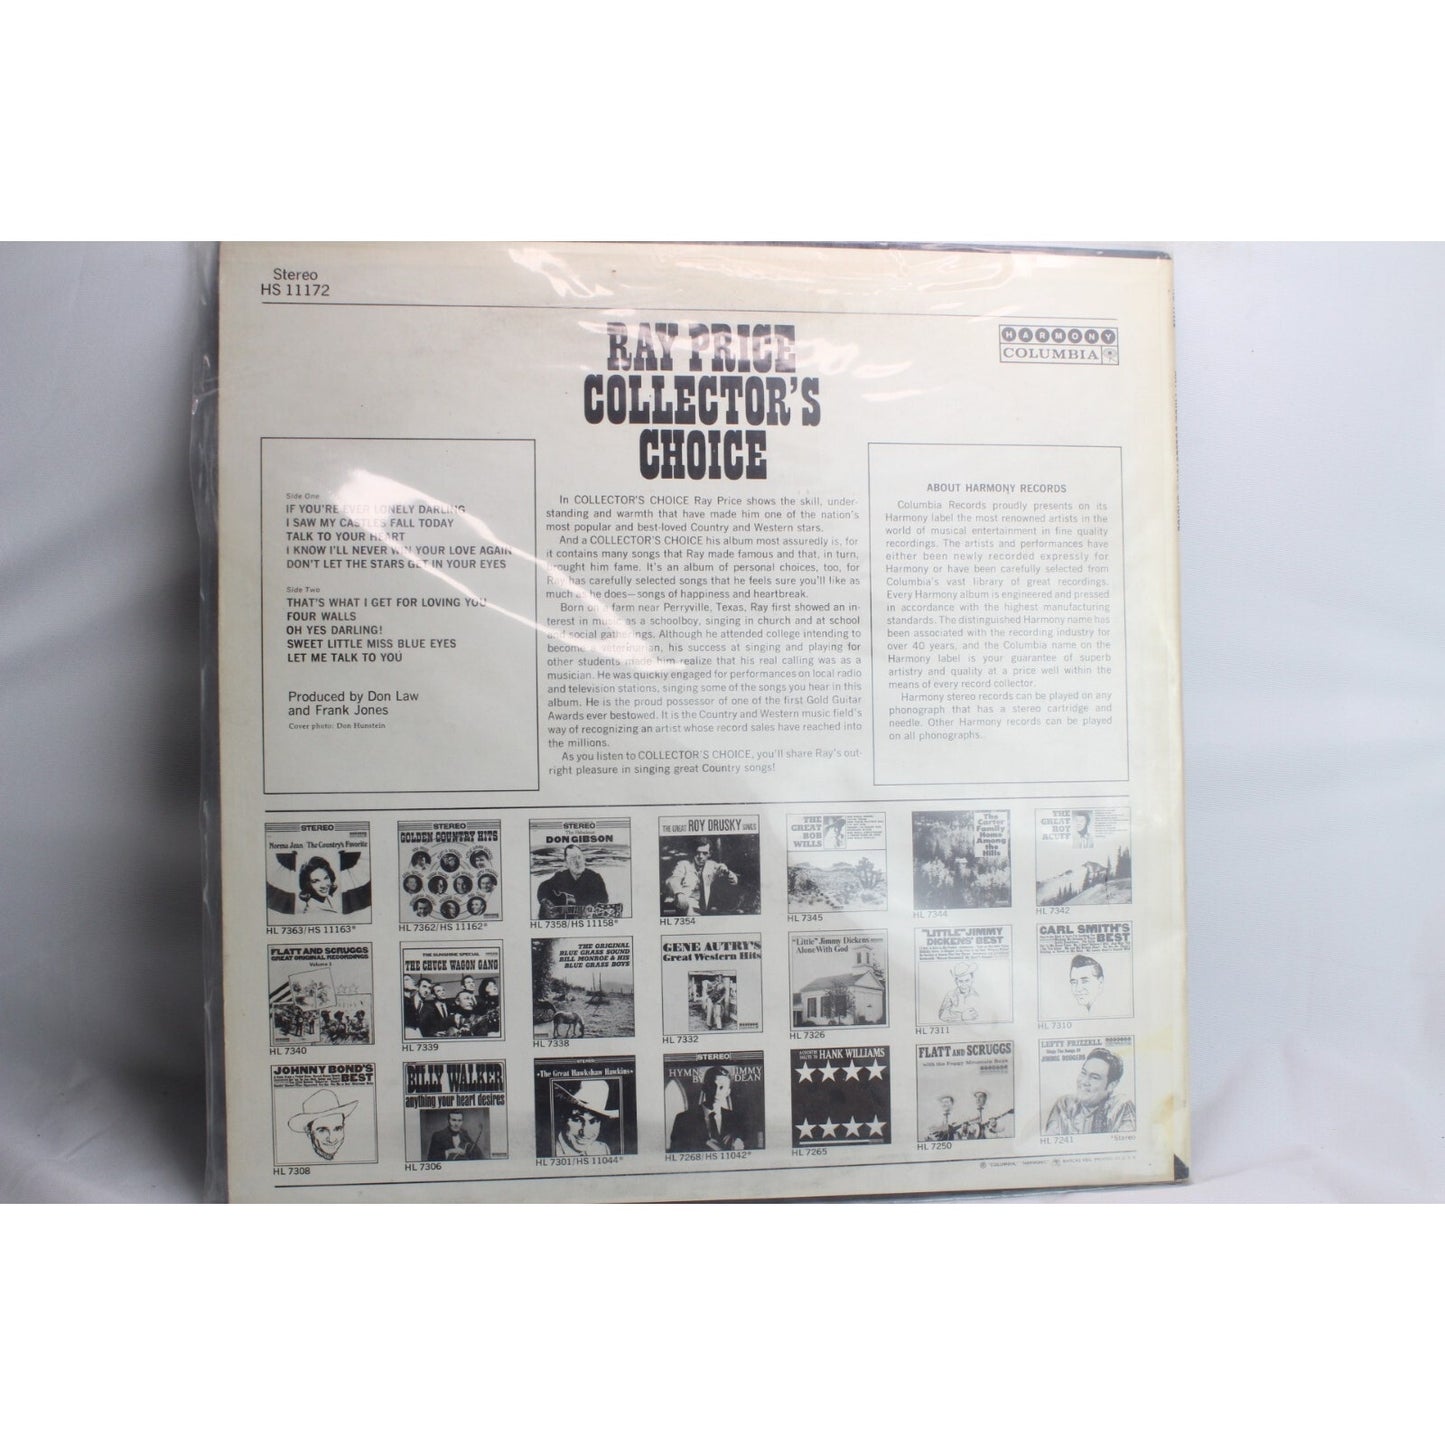 Stereo
HS 11172
HARMONY
COLUMBIA
RAY PRICE
COLLECTOR'S
CHOICE
Side One
IF YOU'RE EVER LONELY DARLING
I SAW MY CASTLES FALL TODAY
TALK TO YOUR HEART
I KNOW I'LL NEVER WIN YOUR LOVE AGAIN
DON'T LET THE STARS GET IN YOUR EYES
Side Two
THAT'S WHAT I GET FOR LOVING YOU
FOUR WALLS
OH YES DARLING!
SWEET LITTLE MISS BLUE EYES
LET ME TALK TO YOU
Produced by Don Law
and Frank Jones
Cover photo: Don Hunstein
In COLLECTOR'S CHOICE Ray Price shows the skill, under-
standing and warmth that have made him one of the nation's
most popular and best-loved Country and Western stars.
And a COLLECTOR'S CHOICE his album most assuredly is, for
it contains many songs that Ray made famous and that, in turn,
brought him fame. It's an album of personal choices, too, for
Ray has carefully selected songs that he feels sure you'll like as
much as he does—songs of happiness and heartbreak.
Born on a farm near Perryville, Texas, Ray first showed an in-
terest in music as a schoolboy, singing in church and at school
and social gatherings. Although he attended college intending to
become a veterinarian, his success at singing and playing for
other students made him realize that his real calling was as a
musician. He was quickly engaged for performances on local radio
and television stations, singing some of the songs you hear in this
album. He is the proud possessor of one of the first Gold Guitar
Awards ever bestowed. It is the Country and Western music field's
way of recognizing an artist whose record sales have reached into
the millions.
As you listen to COLLECTOR'S CHOICE, you'll share Ray's out-
right pleasure in singing great Country songs!
ABOUT HARMONY RECORDS
Columbia Records proudly presents on its
Harmony label the most renowned artists in the
world of musical entertainment in fine quality
recordings. The artists and performances have
either been newly recorded expressly for
Harmony or have been carefully selected from
Columbia's vast library of great recordings.
Every Harmony album is engineered and pressed
in accordance with the highest manufacturing
standards. The distinguished Harmony name has
been associated with the recording industry for
over 40 years, and the Columbia name on the
Harmony label is your guarantee of superb
artistry and quality at a price well within the
means of every record collector.
Harmony stereo records can be played on any
phonograph that has a stereo cartridge and
needle. Other Harmony records can be played
on all phonographs.
STEREO
Norma Jean / The Country's Favorite
HL 7363/HS 11163*
STEREO
GOLDEN COUNTRY HITS
HL 7362/HS 11162*
STEREO
The Fabulous
DON GIBSON
HL 7358/HS 11158*
THE GREAT ROY DRUSKY SINGS
HL 7354
THE
GREAT
BOB
WILLS
HL 7345
The
Carter
Family
Home
Among
the
Hills
HL 7344
THE
GREAT
ROY
ACUFF
HL 7342
FLATT AND SCRUGGS
GREAT ORIGINAL RECORDINGS
Volume 1
HL 7340
THE SUNSHINE SPECIAL
THE CHUCK WAGON GANG
HL 7339
THE ORIGINAL
BLUE GRASS SOUND
BILL MONROE & HIS
BLUE GRASS BOYS
HL 7338
GENE AUTRY'S
Great Western Hits
HL 7332
"Little" Jimmy Dickens
Alone With God
HL 7326
"LITTLE" JIMMY
DICKENS' BEST
HL 7311
CARL SMITH'S
BEST
HL 7310
JOHNNY BOND'S
BEST
HL 7308
BILLY WALKER
anything your heart desires
HL 7306
STEREO
The Great Hawkshaw Hawkins
HL 7301/HS 11044*
STEREO
HYMNS BY JIMMY DEAN
HL 7268/HS 11042*
HANK WILLIAMS
HL 7265
FLATT AND SCRUGGS
with the Foggy Mountain Boys
HL 7250
LEFTY FRIZZELL
Sings The Songs Of
JIMMIE RODGERS
HL 7241
*Stereo